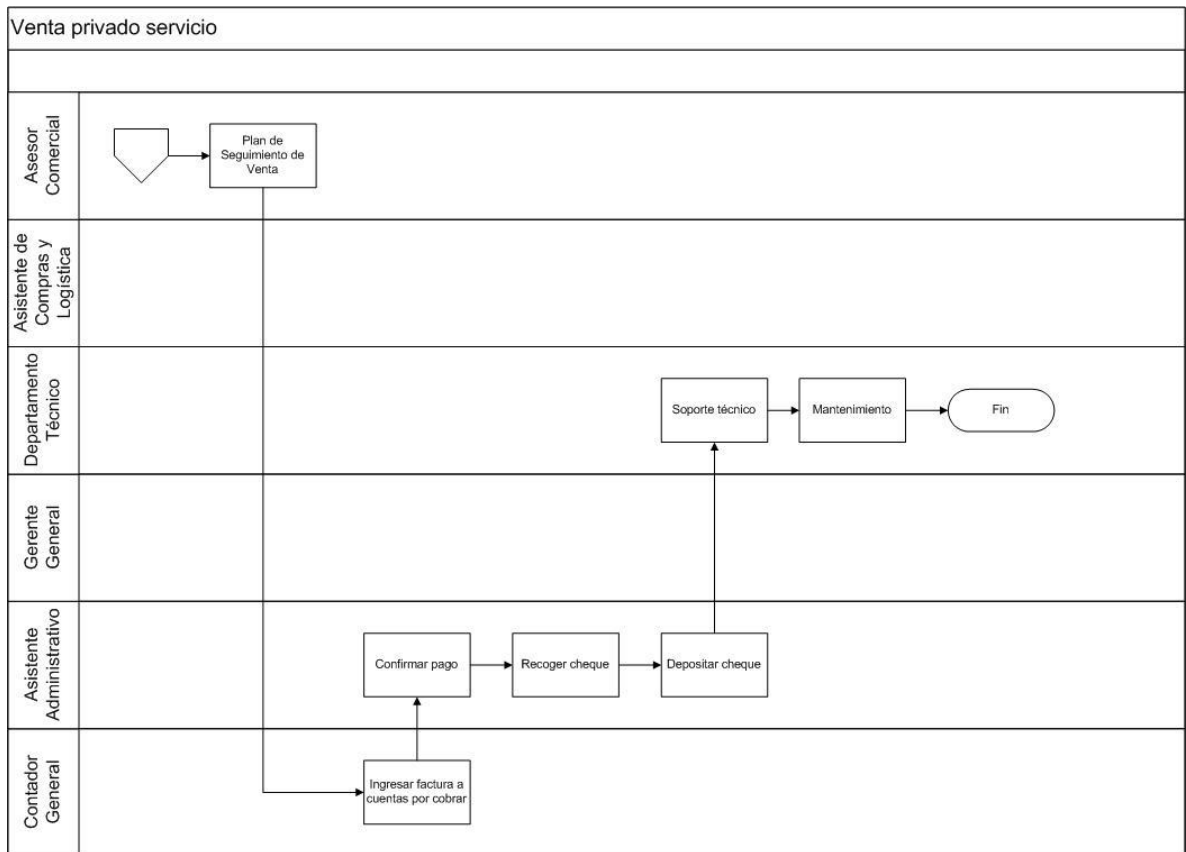 Venta privado servicio
Asesor
Comercial
Plan de
Seguimiento de
Venta
Asistente de
Compras y
Logística
Departamento
Técnico
Soporte técnico
Mantenimiento
Fin
Gerente
General
Asistente
Administrativo
Confirmar pago
Recoger cheque
Depositar cheque
Contador
General
Ingresar factura a
cuentas por cobrar